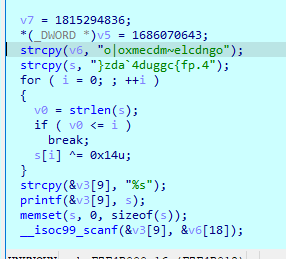 v7 = 1815294836;
*(_DWORD *)v5 = 1686070643;
strcpy(v6, "o|oxmecdm~elcdngo");
strcpy(s, "}zda`4duggc{fp.4");
for ( i = 0; ; ++i )
{
v0 = strlen(s);
if ( v0 <= i )
break;
s[i] ^= 0x14u;
}
strcpy(&v3[9], "%s");
printf(&v3[9], s);
memset(s, 0, sizeof(s));
__isoc99_scanf(&v3[9], &v6[18]);